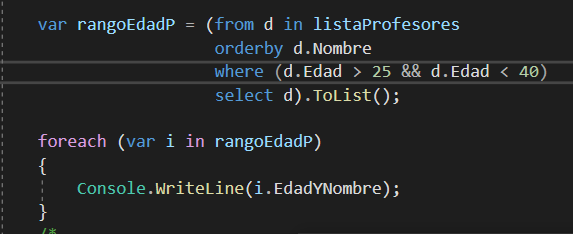 var rangoEdadP = (from d in listaProfesores
orderby d.Nombre
where (d.Edad > 25 && d.Edad < 40)
select d).ToList();
foreach (var i in rangoEdadP)
{
Console.WriteLine(i.EdadYNombre);
}
/*